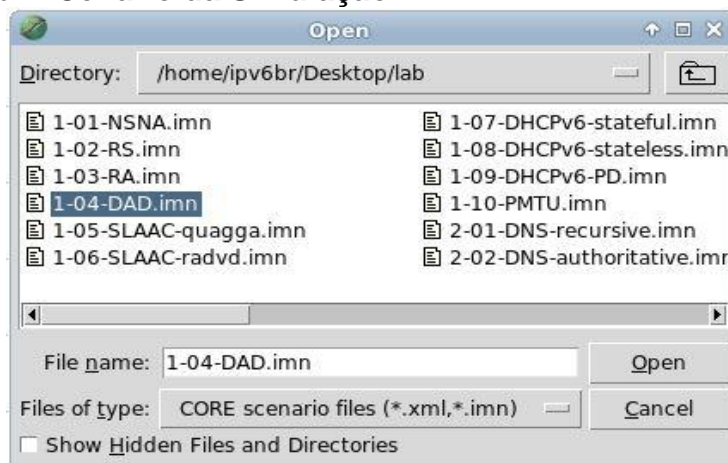 Open
Directory: /home/ipv6br/Desktop/lab
1-01-NSNA.imn
1-02-RS.imn
1-03-RA.imn
1-04-DAD.imn
1-05-SLAAC-quagga.imn
1-06-SLAAC-radvd.imn
1-07-DHCPv6-stateful.imn
1-08-DHCPv6-stateless.imn
1-09-DHCPv6-PD.imn
1-10-PMTU.imn
2-01-DNS-recursive.imn
2-02-DNS-authoritative.imn
File name: 1-04-DAD.imn Open
Files of type: CORE scenario files (*.xml,*.imn) Cancel
Show Hidden Files and Directories